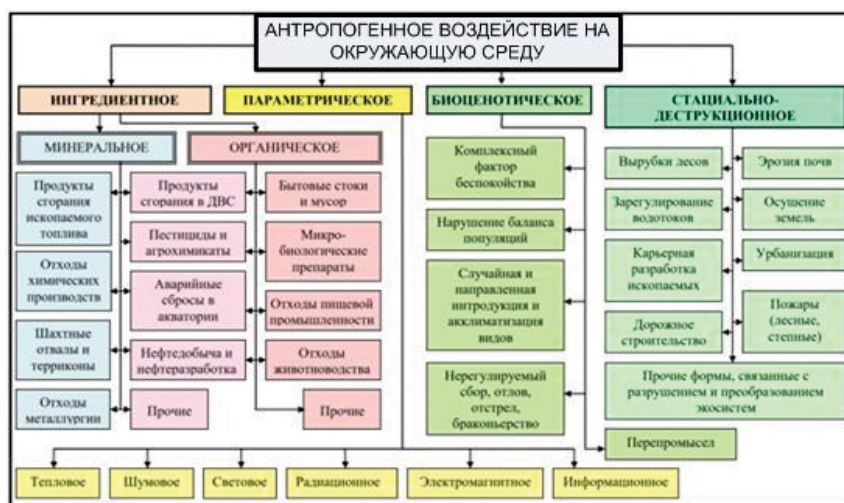 АНТРОПОГЕННОЕ ВОЗДЕЙСТВИЕ НА
ОКРУЖАЮЩУЮ СРЕДУ
ИНГРЕДИЕНТНОЕ
ПАРАМЕТРИЧЕСКОЕ
БИОЦЕНОТИЧЕСКОЕ
СТАЦИАЛЬНО-
ДЕСТРУКЦИОННОЕ
МИНЕРАЛЬНОЕ
ОРГАНИЧЕСКОЕ
Продукты
сгорания
ископаемого
топлива
Отходы
химических
производств
Шахтные
отвалы и
терриконы
Отходы
металлургии
Продукты
сгорания в ДВС
Пестициды и
агрохимикаты
Аварийные
сбросы в
акватории
Нефтедобыча и
нефтеразработка
Прочие
Бытовые стоки
и мусор
Микро-
биологические
препараты
Отходы пищевой
промышленности
Отходы
животноводства
Прочие
Комплексный
фактор
беспокойства
Нарушение баланса
популяций
Случайная и
направленная
интродукция и
акклиматизация
видов
Нерегулируемый
сбор, отлов,
отстрел,
браконьерство
Перепромысел
Вырубки лесов
Зарегулирование
водотоков
Карьерная
разработка
ископаемых
Дорожное
строительство
Эрозия почв
Осушение
земель
Урбанизация
Пожары
(лесные,
степные)
Прочие формы, связанные с
разрушением и преобразованием
экосистем
Тепловое
Шумовое
Световое
Радиационное
Электромагнитное
Информационное